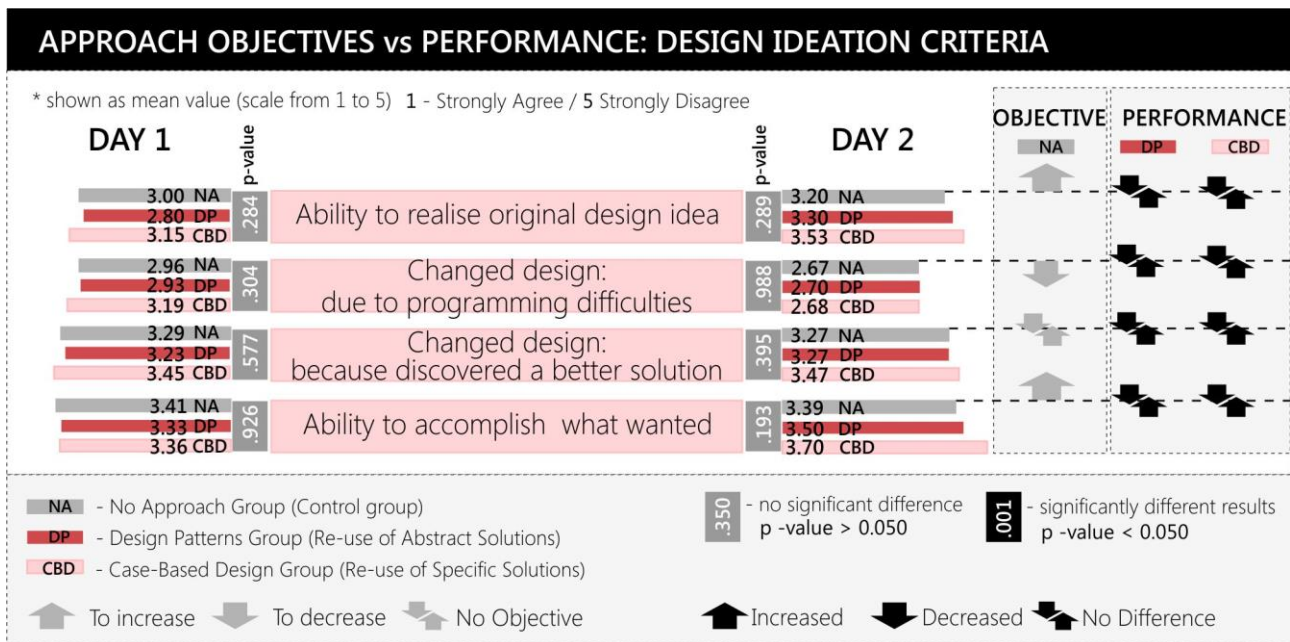 APPROACH OBJECTIVES vs PERFORMANCE: DESIGN IDEATION CRITERIA
* shown as mean value (scale from 1 to 5) 1 - Strongly Agree / 5 Strongly Disagree
OBJECTIVE PERFORMANCE
DAY 1 p-value p-value DAY 2 NA DP CBD
3.00 NA
2.80 DP
3.15 CBD
.284
Ability to realise original design idea
.289
3.20 NA
3.30 DP
3.53 CBD
2.96 NA
2.93 DP
3.19 CBD
.304
Changed design:
due to programming difficulties
.988
2.67 NA
2.70 DP
2.68 CBD
3.29 NA
3.23 DP
3.45 CBD
.577
Changed design:
because discovered a better solution
.395
3.27 NA
3.27 DP
3.47 CBD
3.41 NA
3.33 DP
3.36 CBD
.926
Ability to accomplish what wanted
.193
3.39 NA
3.50 DP
3.70 CBD
NA - No Approach Group (Control group)
DP - Design Patterns Group (Re-use of Abstract Solutions)
CBD - Case-Based Design Group (Re-use of Specific Solutions)
.350 - no significant difference
p -value > 0.050
.001 - significantly different results
p -value < 0.050
To increase To decrease No Objective
Increased Decreased No Difference